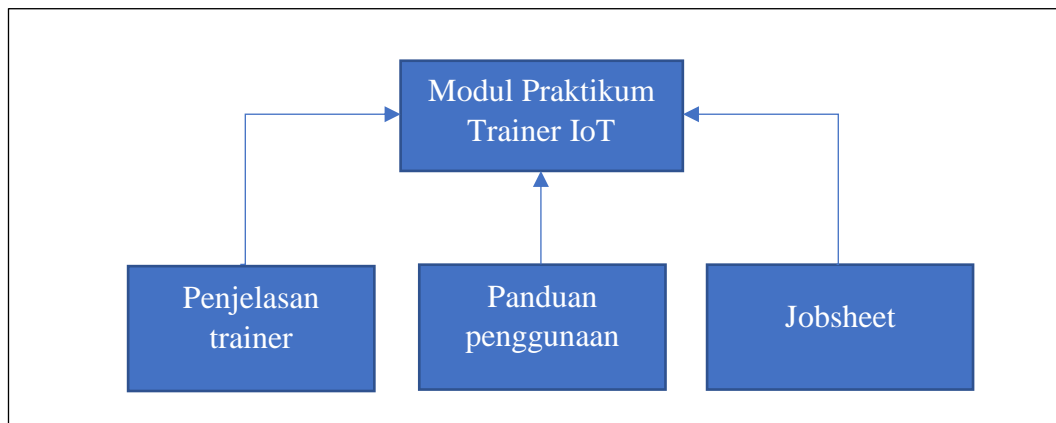 Modul Praktikum
Trainer IoT
Penjelasan
trainer
Panduan
penggunaan
Jobsheet